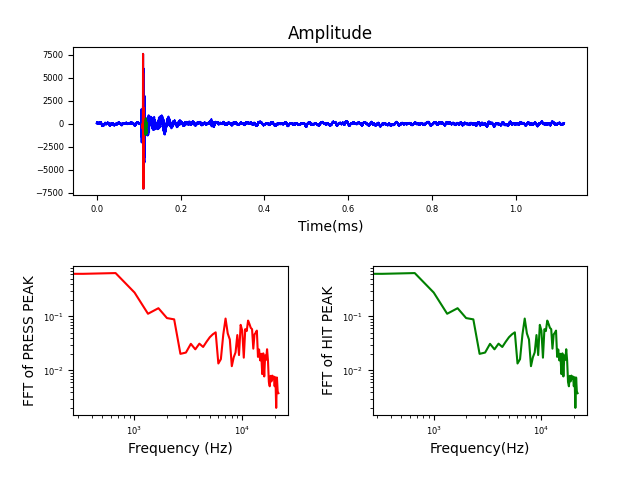 Amplitude
7500
5000
2500
0
−2500
−5000
−7500
0.0 0.2 0.4 0.6 0.8 1.0
Time(ms)
FFT of PRESS PEAK
10⁻¹
10⁻²
10³ 10⁴
Frequency (Hz)
FFT of HIT PEAK
10⁻¹
10⁻²
10³ 10⁴
Frequency(Hz)